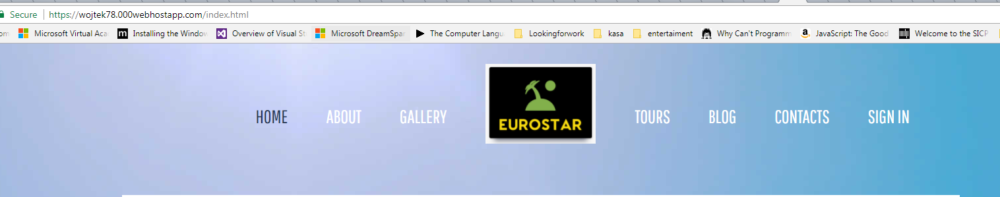 Secure https://wojtek78.000webhostapp.com/index.html
om Microsoft Virtual Aca Installing the Window Overview of Visual St Microsoft DreamSpar The Computer Langu Lookingforwork kasa entertaiment Why Can't Programm JavaScript: The Good Welcome to the SICP
HOME ABOUT GALLERY EUROSTAR TOURS BLOG CONTACTS SIGN IN